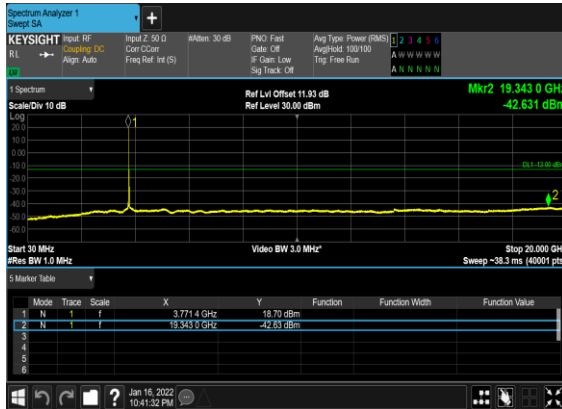 Spectrum Analyzer 1
Swept SA
+
KEYSIGHT Input: RF Input Z: 50 Ω #Atten: 30 dB PNO: Fast Avg Type: Power (RMS) 1 2 3 4 5 6
RL Coupling: DC Corr CCorr Gate: Off Avg|Hold: 100/100 A W W W W W
Align: Auto Freq Ref: Int (S) IF Gain: Low Trig: Free Run
Sig Track: Off A N N N N N
1 Spectrum Ref Lvl Offset 11.93 dB Mkr2 19.343 0 GHz
Scale/Div 10 dB Ref Level 30.00 dBm -42.631 dBm
Log
20.0
10.0
0.00
-10.0
DL1 -13.00 dBm
-20.0
-30.0
-40.0
-50.0
-60.0
1
2
Start 30 MHz Video BW 3.0 MHz* Stop 20.000 GHz
#Res BW 1.0 MHz Sweep ~38.3 ms (40001 pts)
5 Marker Table
Mode Trace Scale X Y Function Function Width Function Value
1 N 1 f 3.771 4 GHz 18.70 dBm
2 N 1 f 19.343 0 GHz -42.63 dBm
3
4
5
6
? Jan 16, 2022
10:41:32 PM